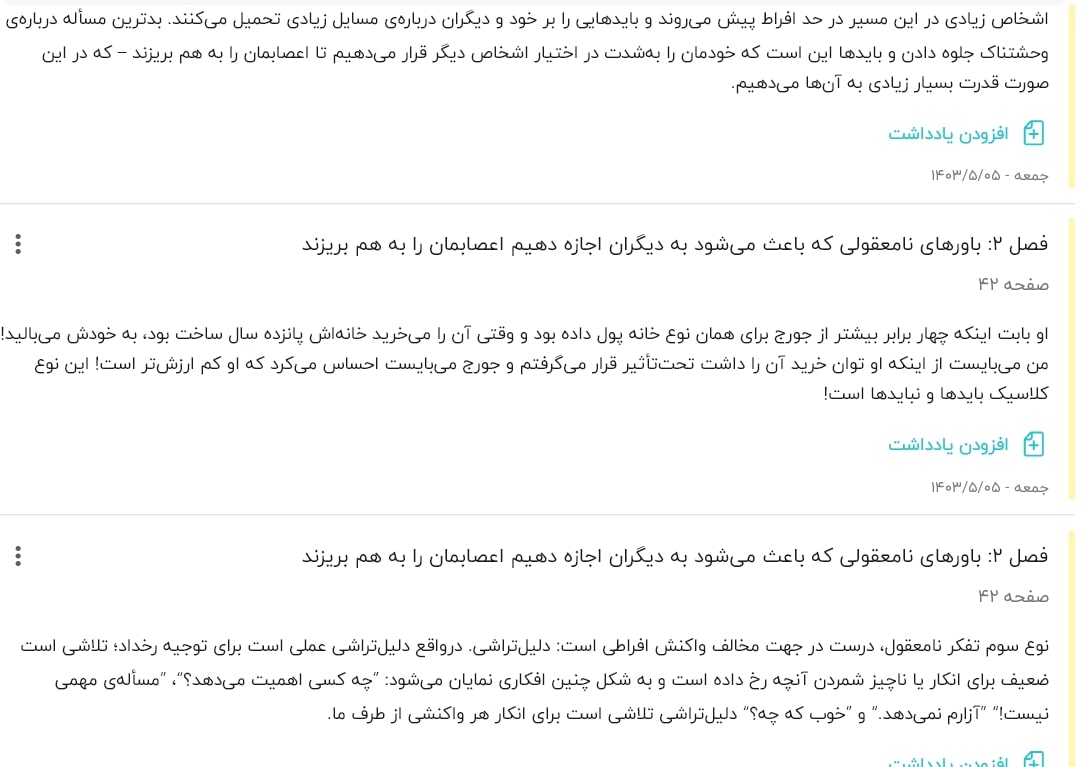 اشخاص زیادی در این مسیر در حد افراط پیش می‌روند و بایدهایی را بر خود و دیگران درباره‌ی مسایل زیادی تحمیل می‌کنند. بدترین مسأله درباره‌ی
وحشتناک جلوه دادن و بایدها این است که خودمان را به‌شدت در اختیار اشخاص دیگر قرار می‌دهیم تا اعصابمان را به هم بریزند – که در این
صورت قدرت بسیار زیادی به آن‌ها می‌دهیم.
افزودن یادداشت
جمعه - ۱۴۰۳/۵/۰۵
فصل ۲: باورهای نامعقولی که باعث می‌شود به دیگران اجازه دهیم اعصابمان را به هم بریزند
صفحه ۴۲
او بابت اینکه چهار برابر بیشتر از جورج برای همان نوع خانه پول داده بود و وقتی آن را می‌خرید خانه‌اش پانزده سال ساخت بود، به خودش می‌بالید!
من می‌بایست از اینکه او توان خرید آن را داشت تحت‌تأثیر قرار می‌گرفتم و جورج می‌بایست احساس می‌کرد که او کم ارزش‌تر است! این نوع
کلاسیک بایدها و نبایدها است!
افزودن یادداشت
جمعه - ۱۴۰۳/۵/۰۵
فصل ۲: باورهای نامعقولی که باعث می‌شود به دیگران اجازه دهیم اعصابمان را به هم بریزند
صفحه ۴۲
نوع سوم تفکر نامعقول، درست در جهت مخالف واکنش افراطی است: دلیل‌تراشی. درواقع دلیل‌تراشی عملی است برای توجیه رخداد؛ تلاشی است
ضعیف برای انکار یا ناچیز شمردن آنچه رخ داده است و به شکل چنین افکاری نمایان می‌شود: ”چه کسی اهمیت می‌دهد؟“، ”مسأله‌ی مهمی
نیست!“ ”آزارم نمی‌دهد.“ و ”خوب که چه؟“ دلیل‌تراشی تلاشی است برای انکار هر واکنشی از طرف ما.
افزودن یادداشت